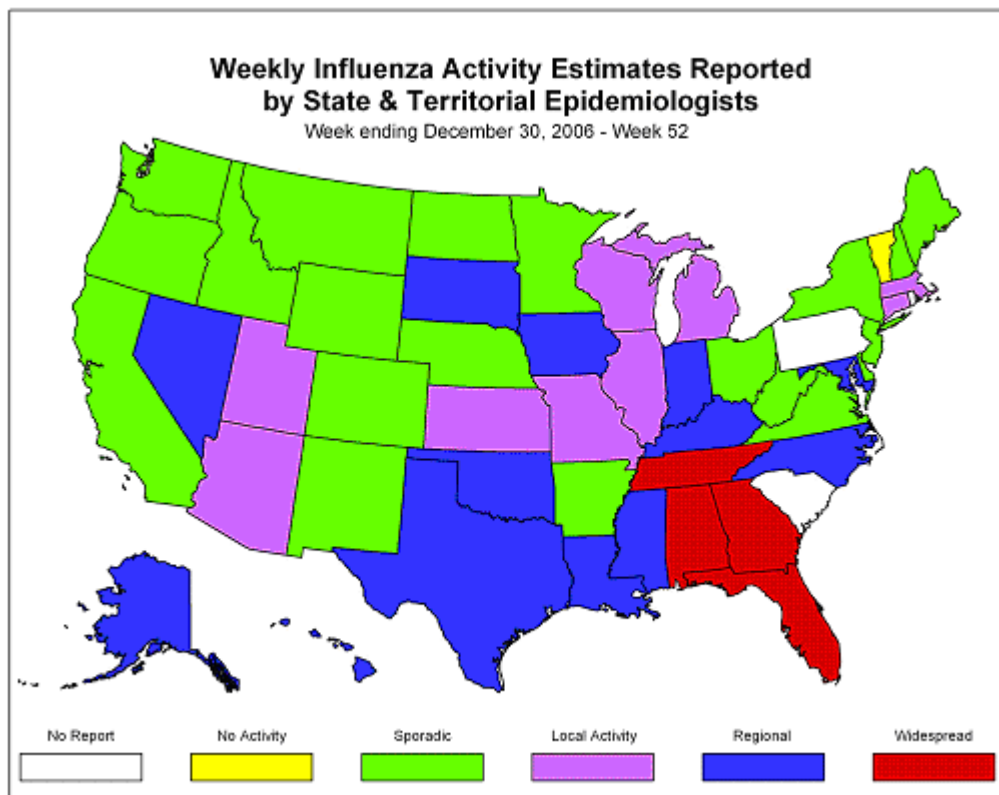 Weekly Influenza Activity Estimates Reported
by State & Territorial Epidemiologists
Week ending December 30, 2006 - Week 52
No Report
No Activity
Sporadic
Local Activity
Regional
Widespread